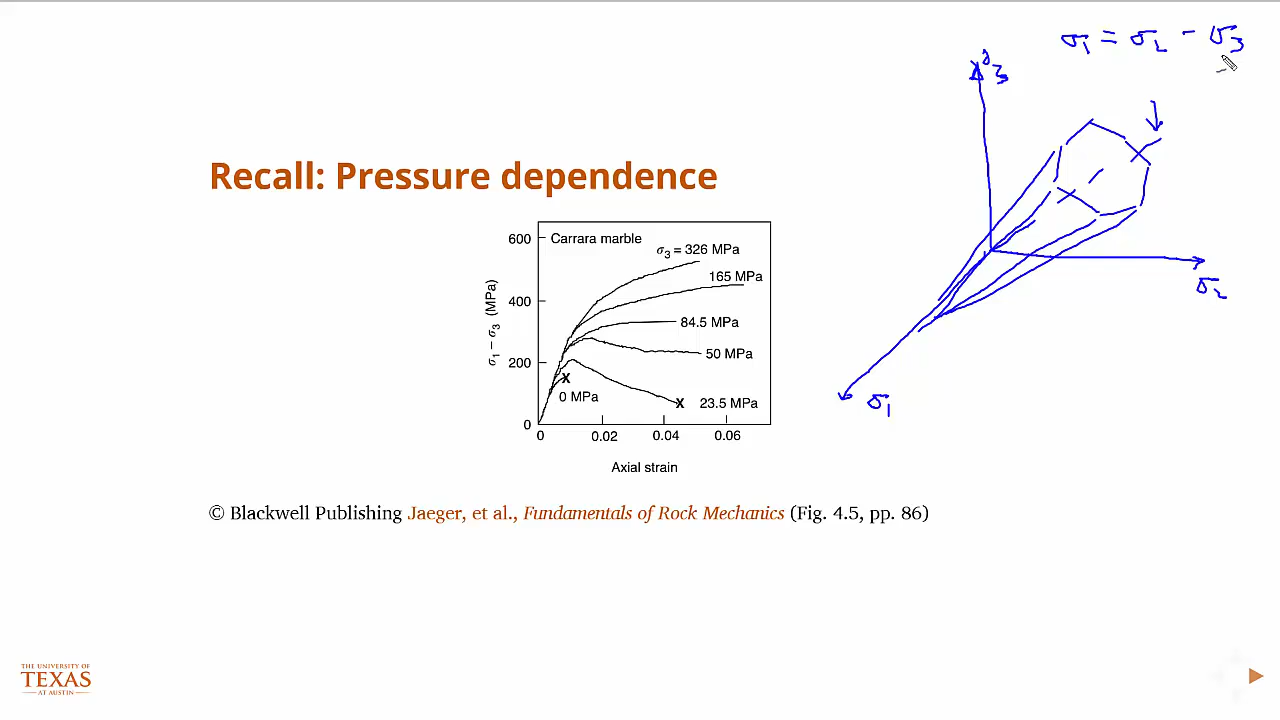 σ1 = σ2 - σ3
σ3
Recall: Pressure dependence
600
Carrara marble
σ3 = 326 MPa
165 MPa
400
84.5 MPa
50 MPa
σ1 – σ3 (MPa)
200
X
0 MPa
X
23.5 MPa
0
0
0.02
0.04
0.06
Axial strain
σ2
σ1
© Blackwell Publishing Jaeger, et al., Fundamentals of Rock Mechanics (Fig. 4.5, pp. 86)
THE UNIVERSITY OF
TEXAS
AT AUSTIN